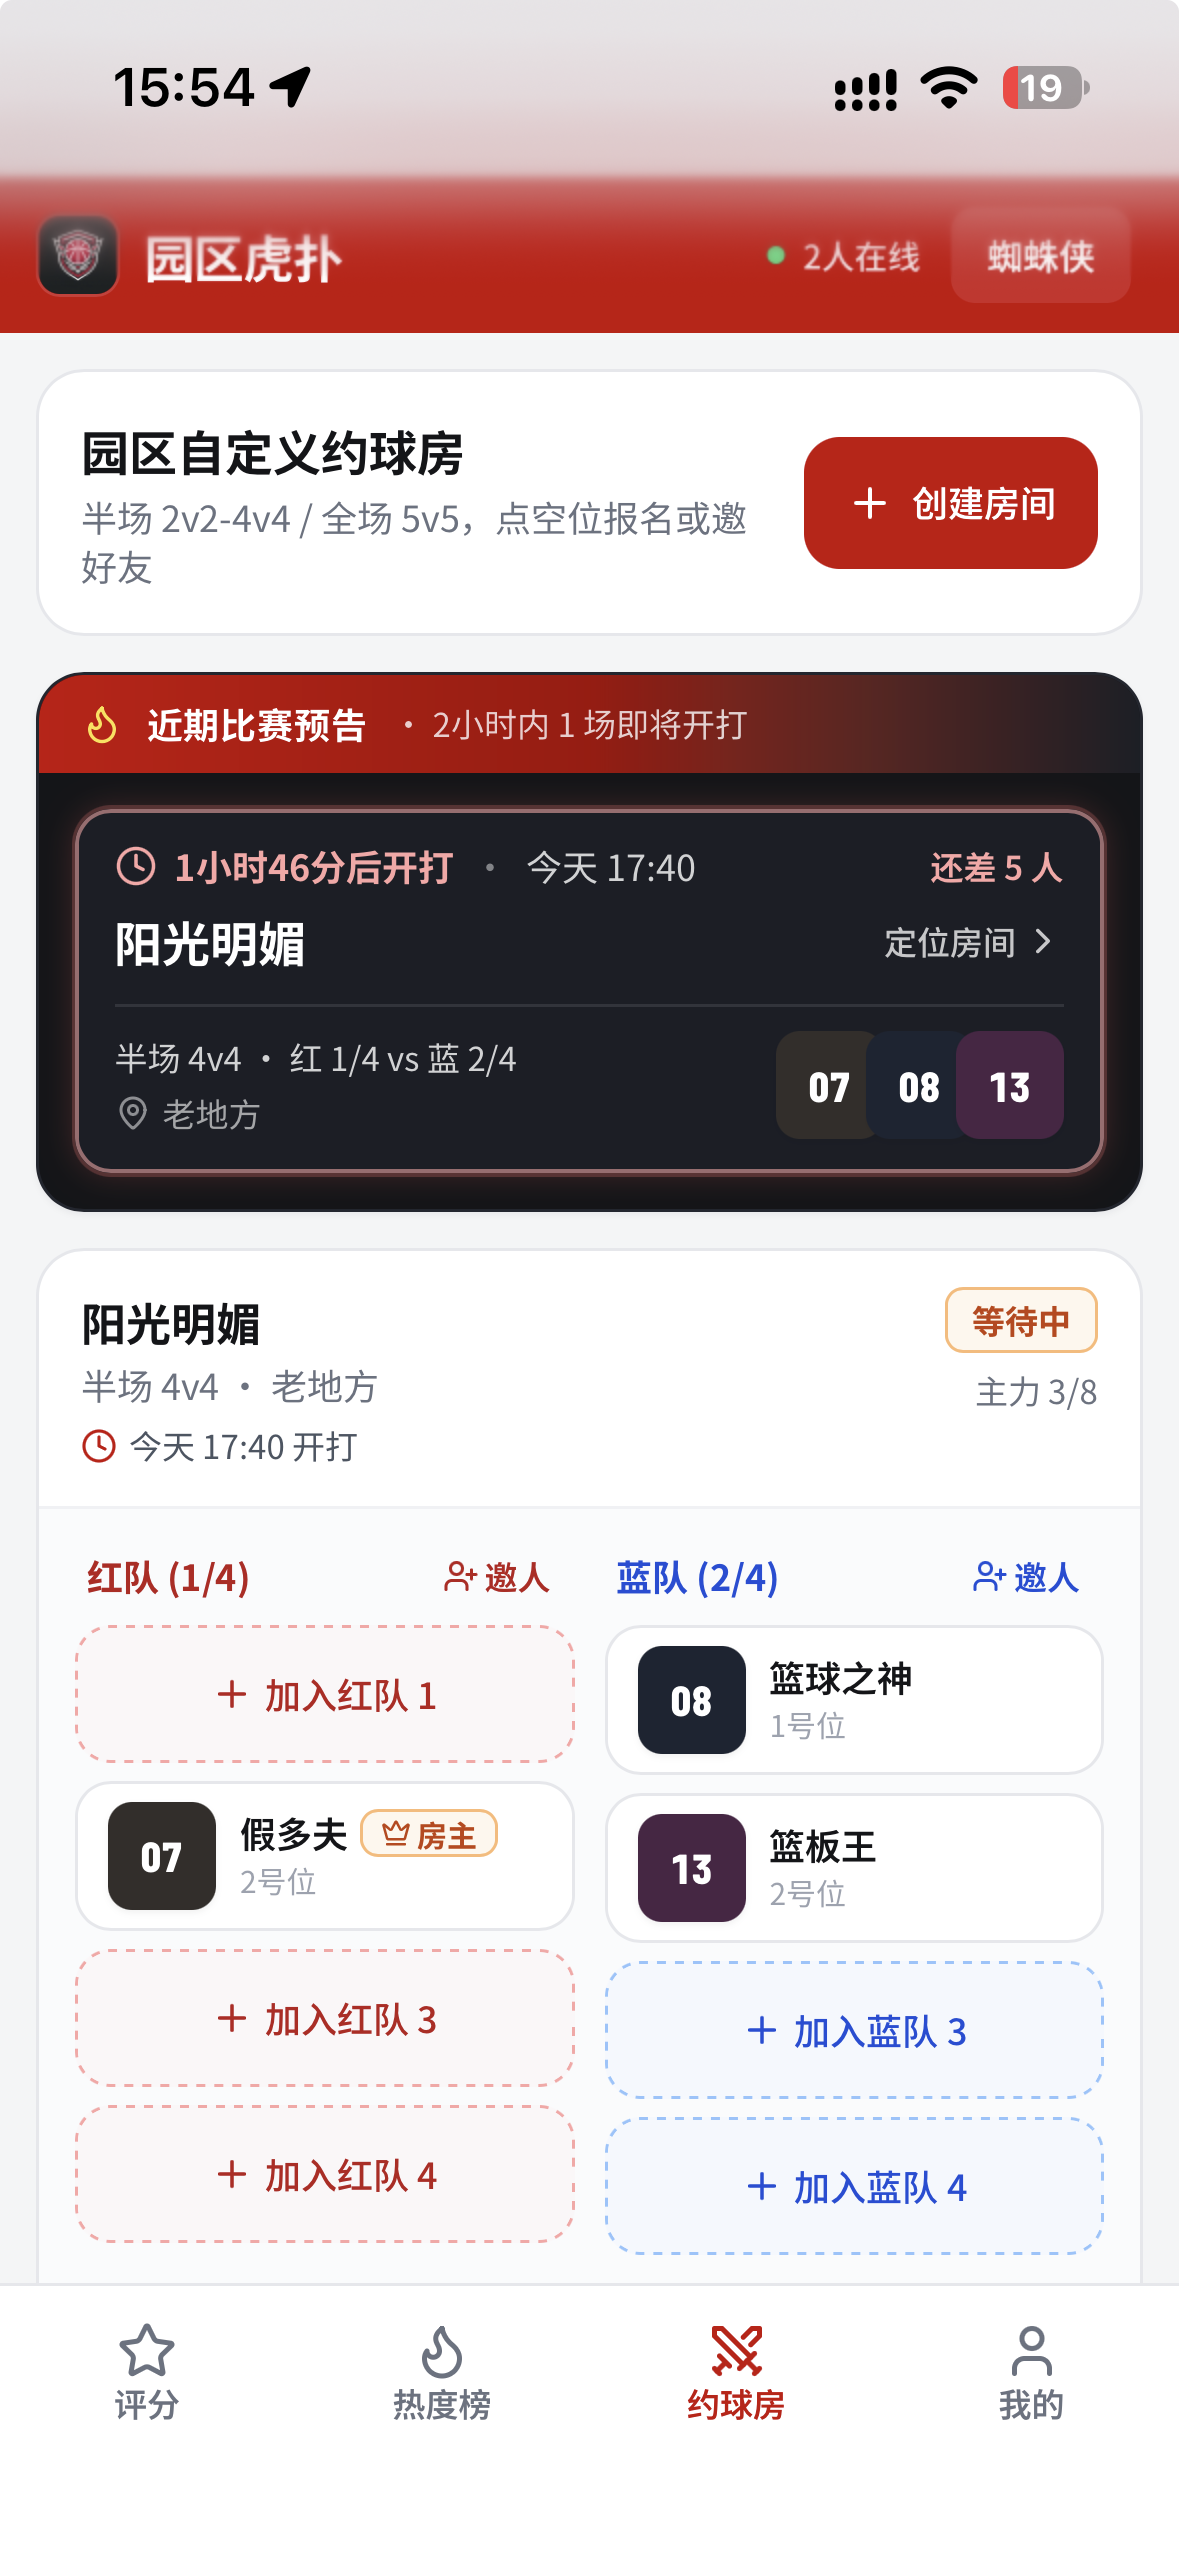 15:54
19
园区虎扑
2人在线
蜘蛛侠
园区自定义约球房
半场 2v2-4v4 / 全场 5v5，点空位报名或邀
好友
创建房间
近期比赛预告 · 2小时内 1 场即将开打
1小时46分后开打 · 今天 17:40
还差 5 人
阳光明媚
定位房间
半场 4v4 · 红 1/4 vs 蓝 2/4
老地方
07
08
13
阳光明媚
等待中
半场 4v4 · 老地方
主力 3/8
今天 17:40 开打
红队 (1/4)
邀人
加入红队 1
07
假多夫
房主
2号位
加入红队 3
加入红队 4
蓝队 (2/4)
邀人
08
篮球之神
1号位
13
篮板王
2号位
加入蓝队 3
加入蓝队 4
评分
热度榜
约球房
我的